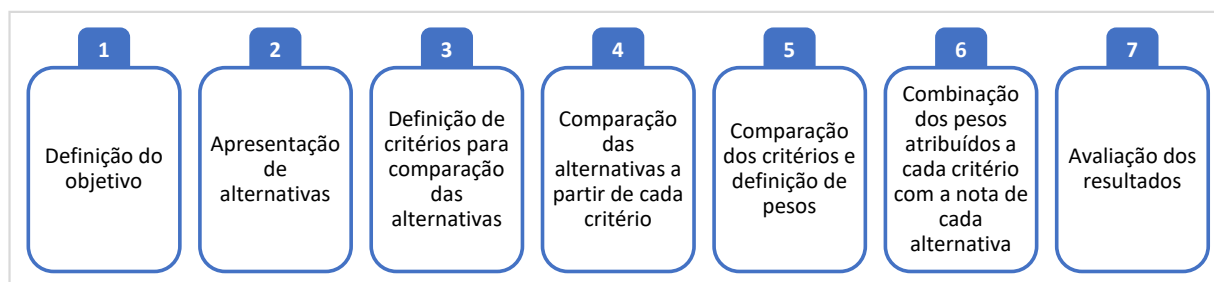 1
Definição do
objetivo
2
Apresentação
de
alternativas
3
Definição de
critérios para
comparação
das
alternativas
4
Comparação
das
alternativas a
partir de cada
critério
5
Comparação
dos critérios e
definição de
pesos
6
Combinação
dos pesos
atribuídos a
cada critério
com a nota de
cada
alternativa
7
Avaliação dos
resultados